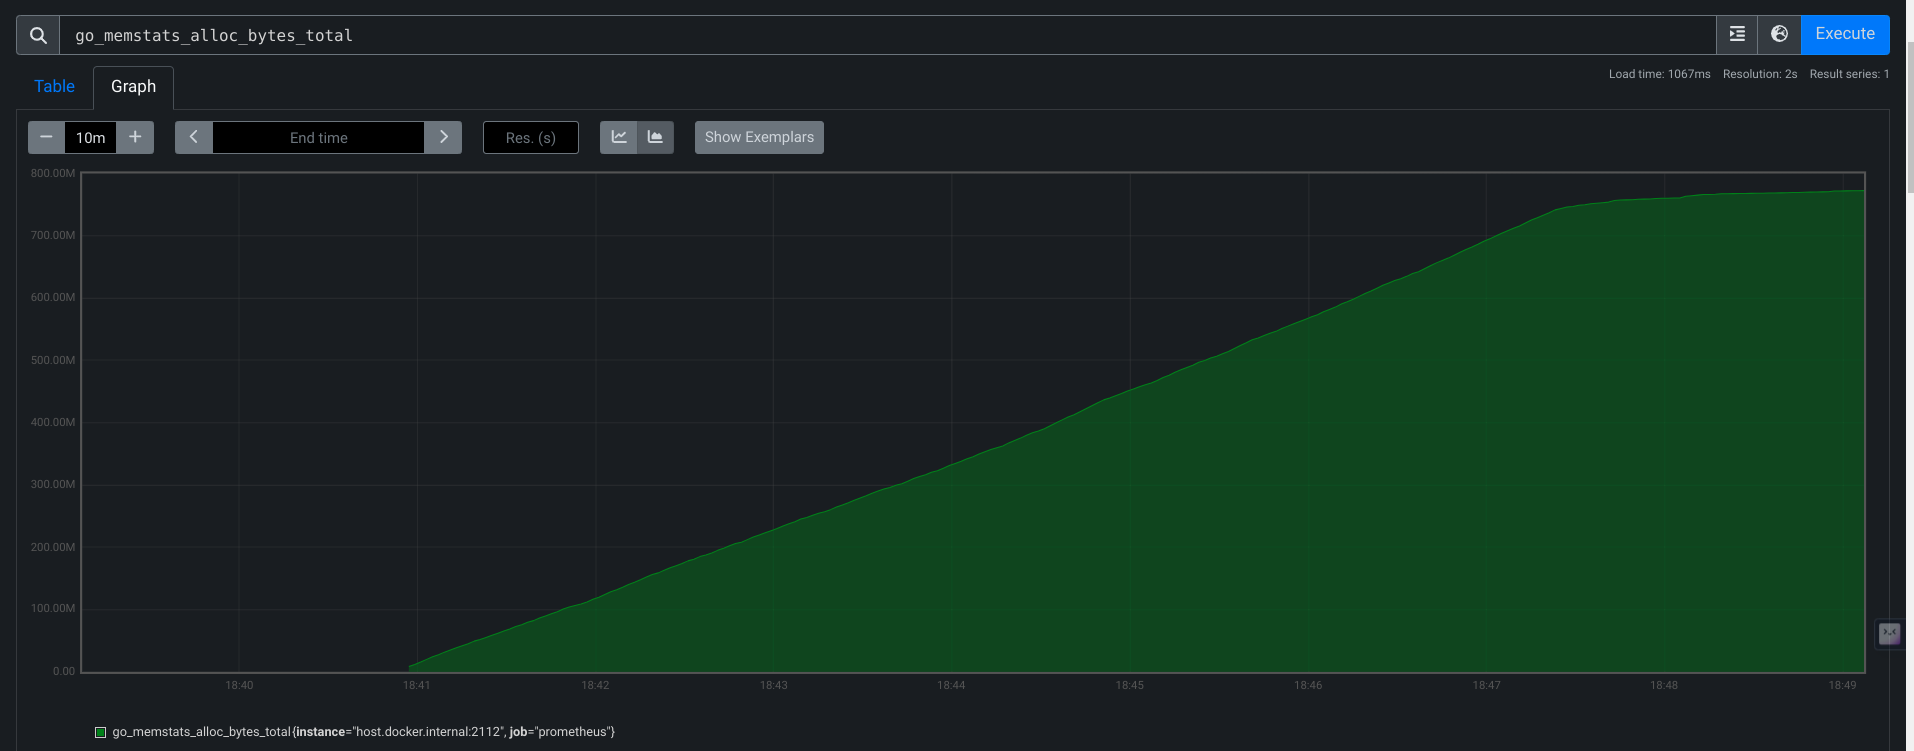 go_memstats_alloc_bytes_total
Execute
Table
Graph
Load time: 1067ms Resolution: 2s Result series: 1
10m
End time
Res. (s)
Show Exemplars
800.00M
700.00M
600.00M
500.00M
400.00M
300.00M
200.00M
100.00M
0.00
18:40 18:41 18:42 18:43 18:44 18:45 18:46 18:47 18:48 18:49
go_memstats_alloc_bytes_total{instance="host.docker.internal:2112", job="prometheus"}